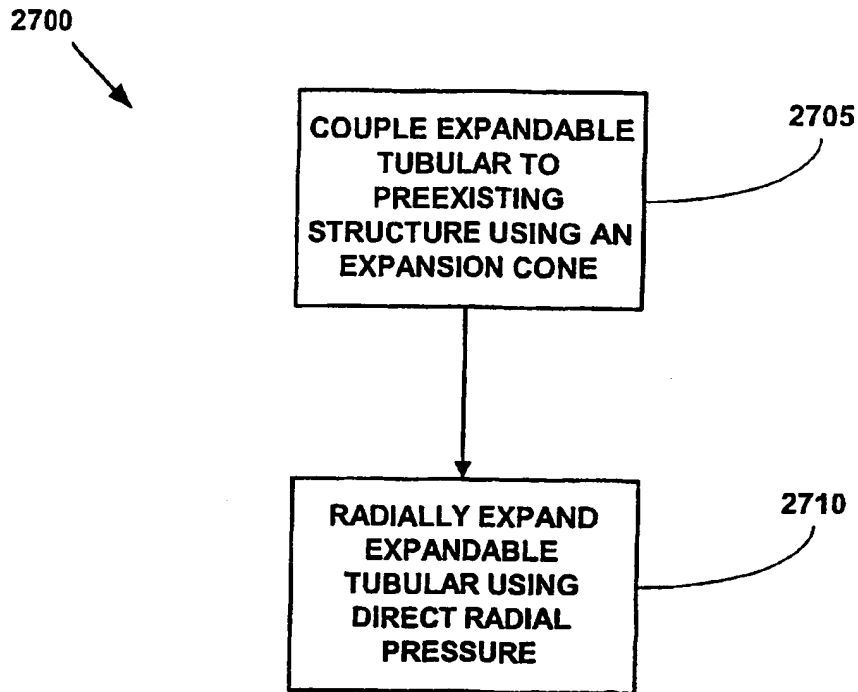 2700
COUPLE EXPANDABLE
TUBULAR TO
PREEXISTING
STRUCTURE USING AN
EXPANSION CONE
2705
RADIALLY EXPAND
EXPANDABLE
TUBULAR USING
DIRECT RADIAL
PRESSURE
2710